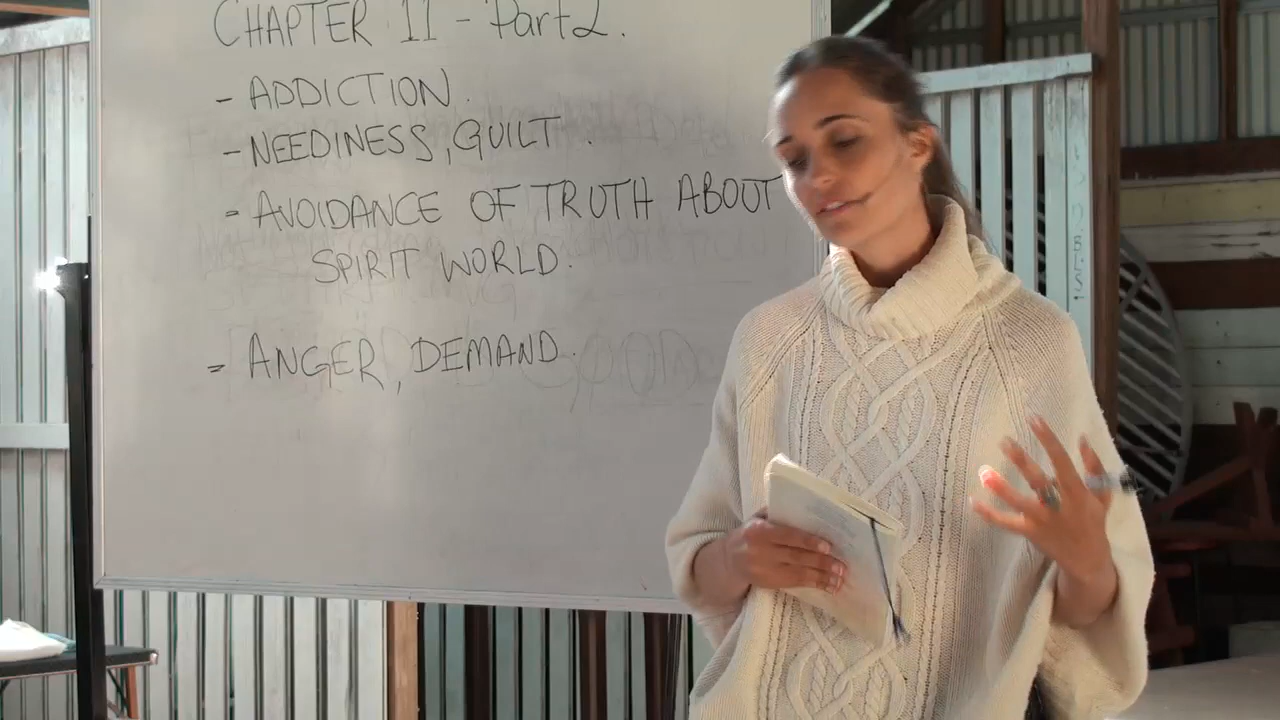 CHAPTER 11 - Part 2.
- ADDICTION.
- NEEDINESS, GUILT.
- AVOIDANCE OF TRUTH ABOUT
SPIRIT WORLD.
- ANGER, DEMAND.